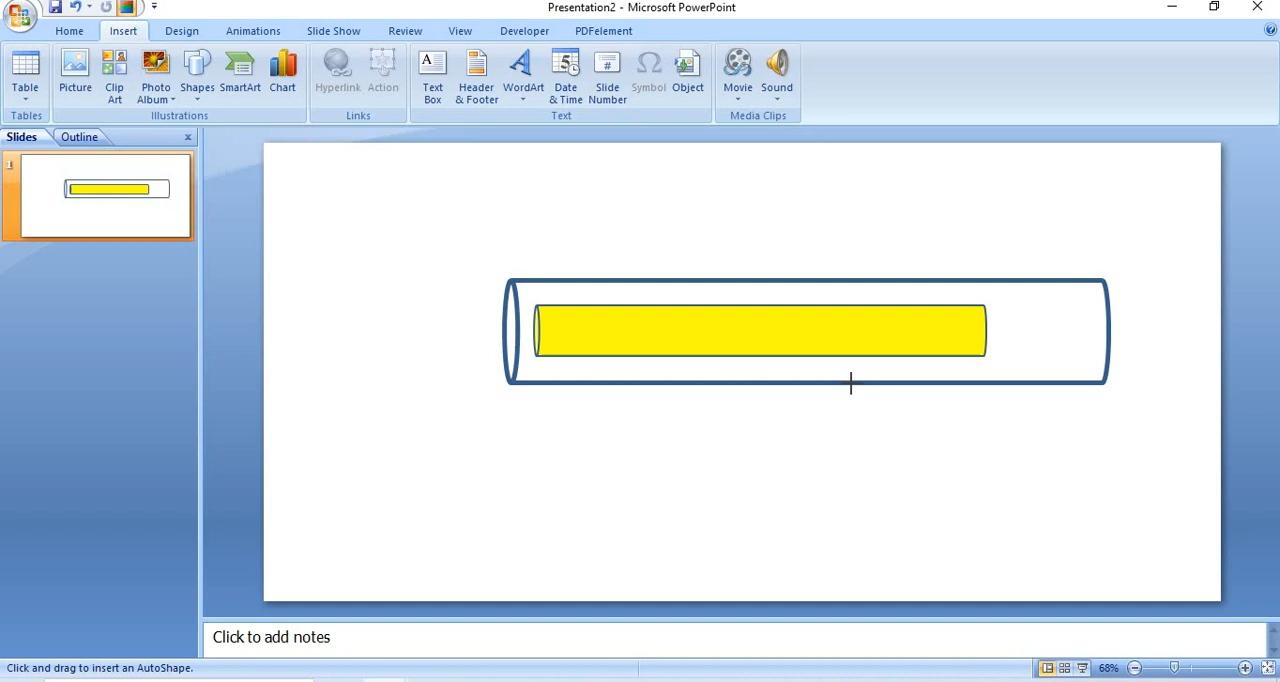 Presentation2 - Microsoft PowerPoint
Home Insert Design Animations Slide Show Review View Developer PDFelement
Table Picture Clip Art Photo Album Shapes SmartArt Chart Hyperlink Action Text Box Header & Footer WordArt Date & Time Slide Number Symbol Object Movie Sound
Tables Illustrations Links Text Media Clips
Slides Outline
1
Click to add notes
Click and drag to insert an AutoShape. 68%